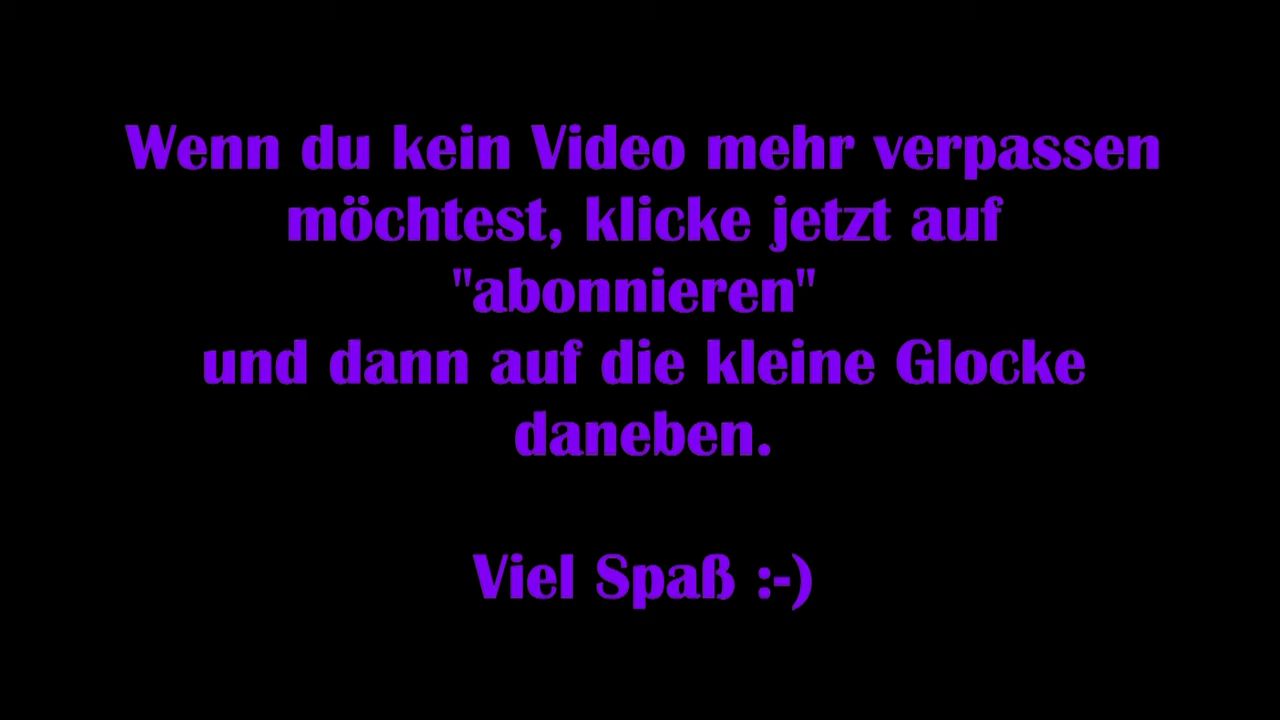 Wenn du kein Video mehr verpassen
möchtest, klicke jetzt auf
"abonnieren"
und dann auf die kleine Glocke
daneben.
Viel Spaß :-)